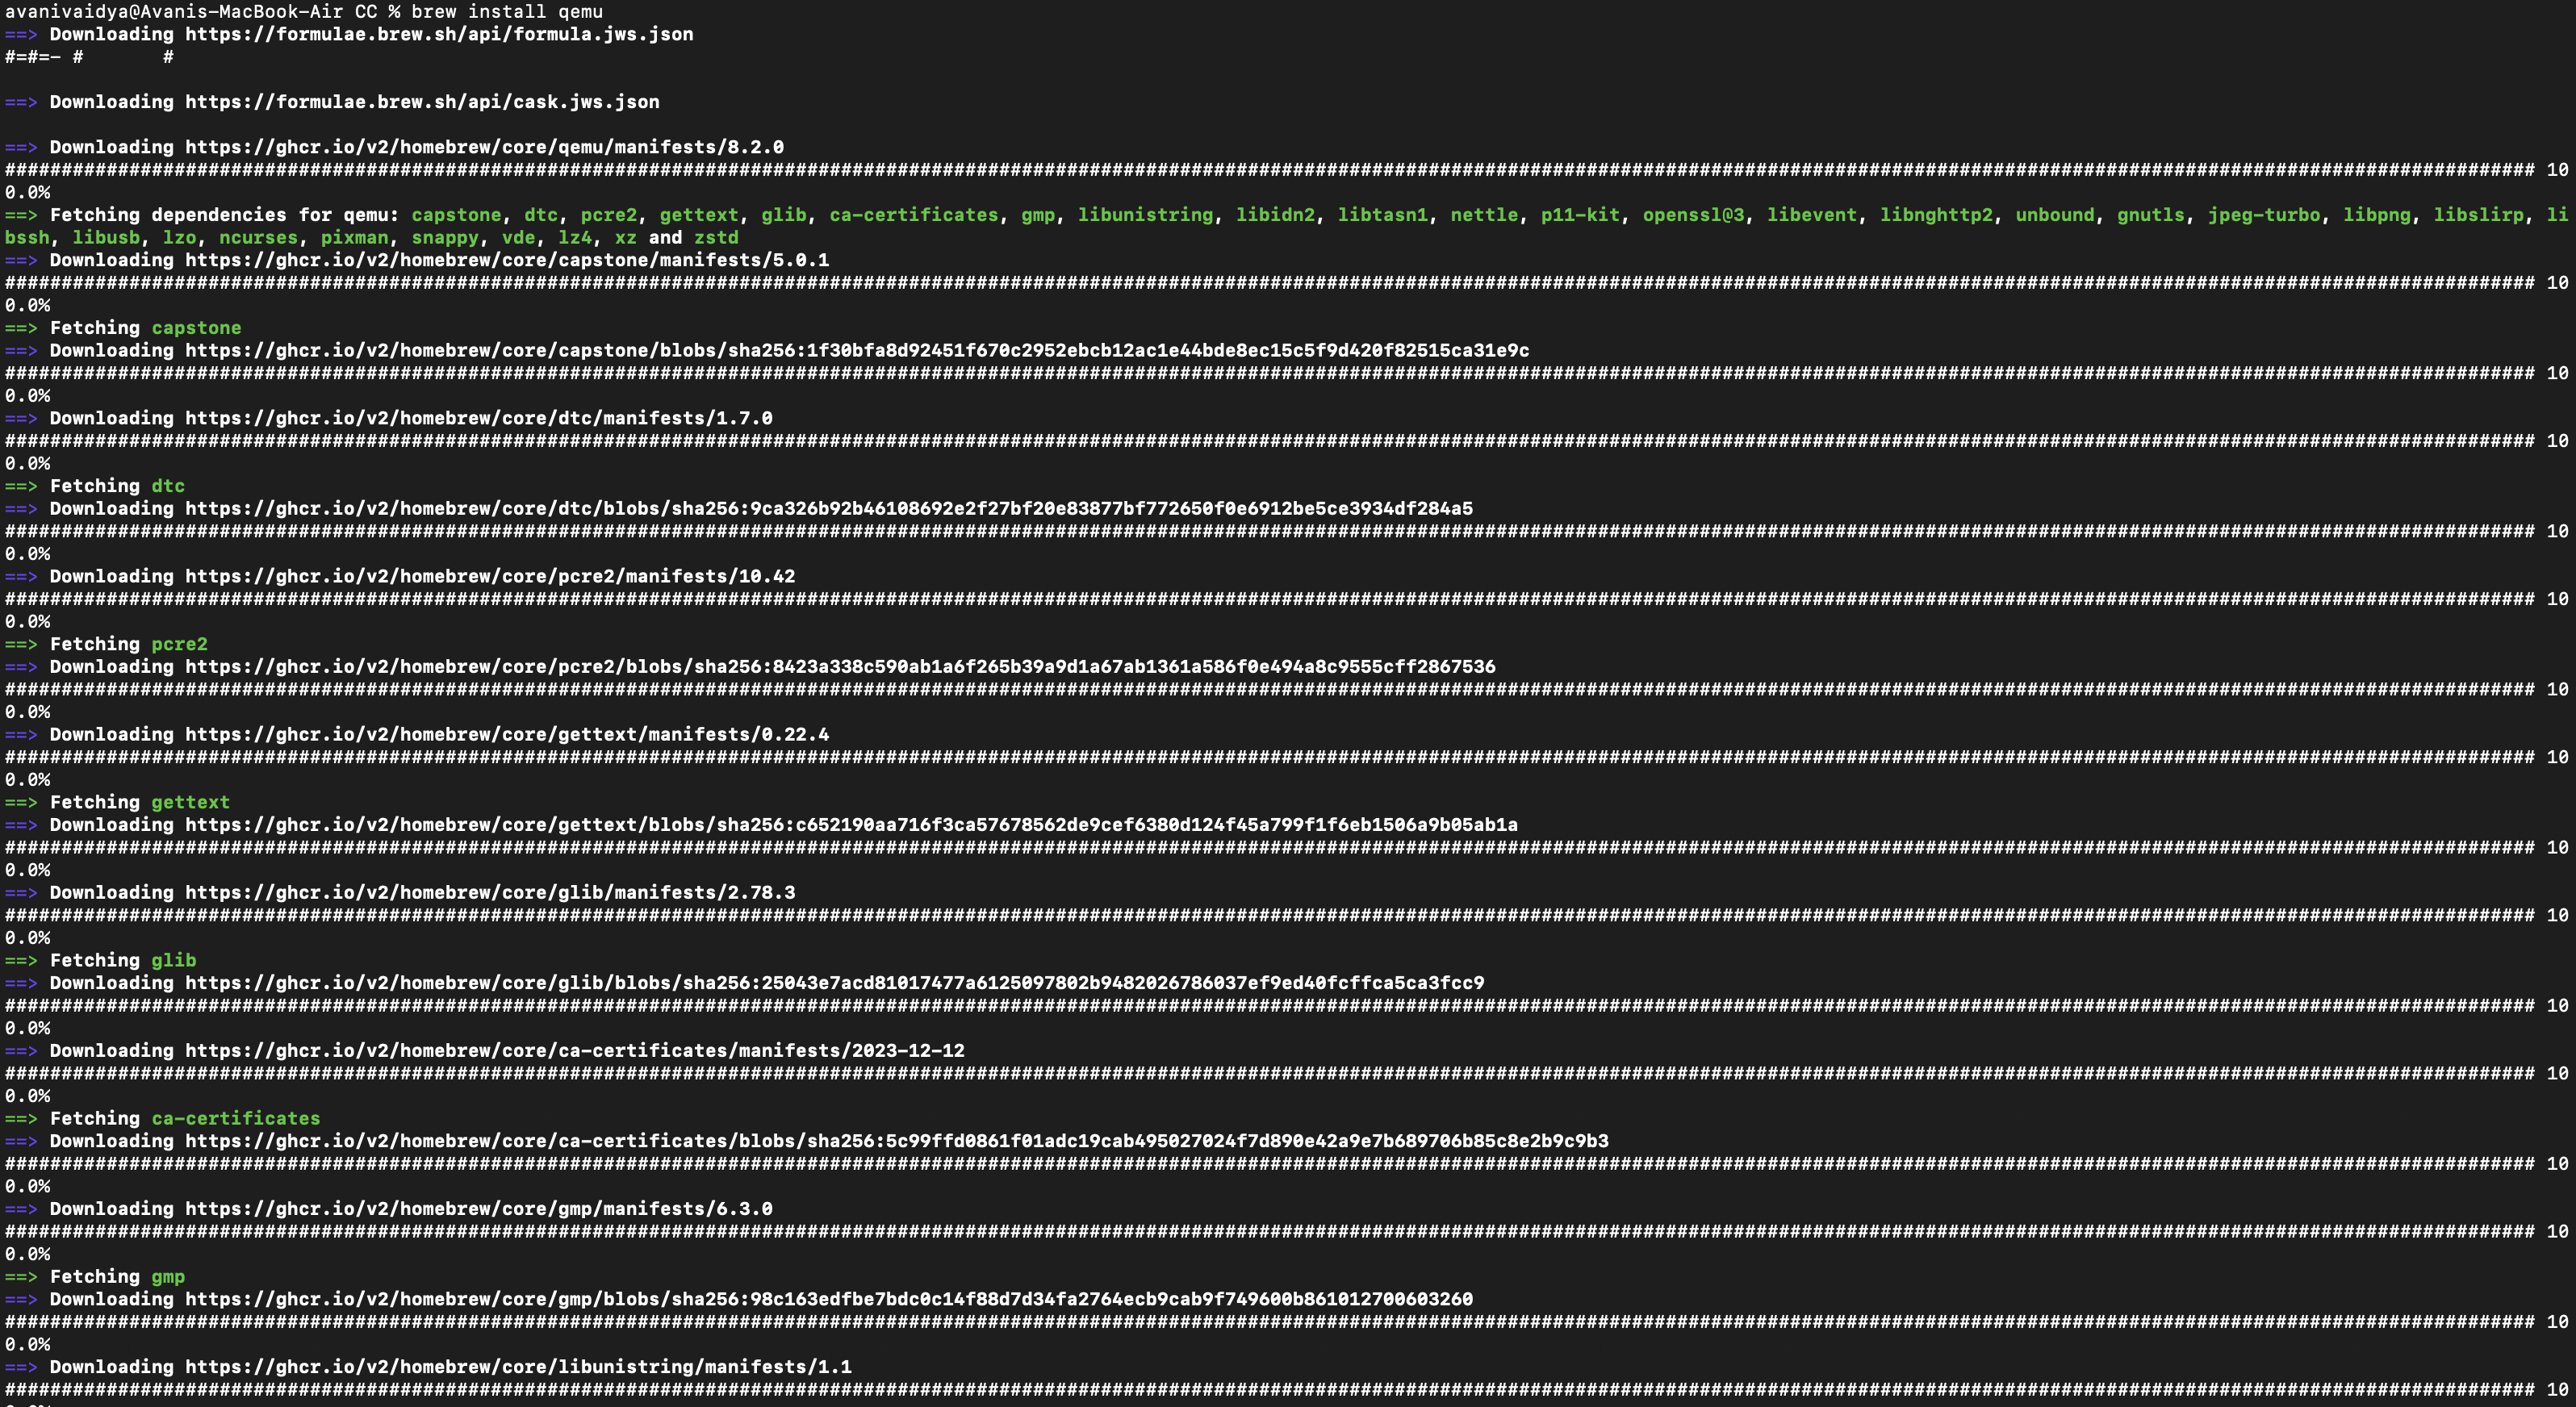 avanivaidya@Avanis-MacBook-Air CC % brew install qemu
==> Downloading https://formulae.brew.sh/api/formula.jws.json
#=#=- #       #
==> Downloading https://formulae.brew.sh/api/cask.jws.json
==> Downloading https://ghcr.io/v2/homebrew/core/qemu/manifests/8.2.0
################################################################################ 10
0.0%
==> Fetching dependencies for qemu: capstone, dtc, pcre2, gettext, glib, ca-certificates, gmp, libunistring, libidn2, libtasn1, nettle, p11-kit, openssl@3, libevent, libnghttp2, unbound, gnutls, jpeg-turbo, libpng, libslirp, li
bssh, libusb, lzo, ncurses, pixman, snappy, vde, lz4, xz and zstd
==> Downloading https://ghcr.io/v2/homebrew/core/capstone/manifests/5.0.1
################################################################################ 10
0.0%
==> Fetching capstone
==> Downloading https://ghcr.io/v2/homebrew/core/capstone/blobs/sha256:1f30bfa8d92451f670c2952ebcb12ac1e44bde8ec15c5f9d420f82515ca31e9c
################################################################################ 10
0.0%
==> Downloading https://ghcr.io/v2/homebrew/core/dtc/manifests/1.7.0
################################################################################ 10
0.0%
==> Fetching dtc
==> Downloading https://ghcr.io/v2/homebrew/core/dtc/blobs/sha256:9ca326b92b46108692e2f27bf20e83877bf772650f0e6912be5ce3934df284a5
################################################################################ 10
0.0%
==> Downloading https://ghcr.io/v2/homebrew/core/pcre2/manifests/10.42
################################################################################ 10
0.0%
==> Fetching pcre2
==> Downloading https://ghcr.io/v2/homebrew/core/pcre2/blobs/sha256:8423a338c590ab1a6f265b39a9d1a67ab1361a586f0e494a8c9555cff2867536
################################################################################ 10
0.0%
==> Downloading https://ghcr.io/v2/homebrew/core/gettext/manifests/0.22.4
################################################################################ 10
0.0%
==> Fetching gettext
==> Downloading https://ghcr.io/v2/homebrew/core/gettext/blobs/sha256:c652190aa716f3ca57678562de9cef6380d124f45a799f1f6eb1506a9b05ab1a
################################################################################ 10
0.0%
==> Downloading https://ghcr.io/v2/homebrew/core/glib/manifests/2.78.3
################################################################################ 10
0.0%
==> Fetching glib
==> Downloading https://ghcr.io/v2/homebrew/core/glib/blobs/sha256:25043e7acd81017477a6125097802b9482026786037ef9ed40fcffca5ca3fcc9
################################################################################ 10
0.0%
==> Downloading https://ghcr.io/v2/homebrew/core/ca-certificates/manifests/2023-12-12
################################################################################ 10
0.0%
==> Fetching ca-certificates
==> Downloading https://ghcr.io/v2/homebrew/core/ca-certificates/blobs/sha256:5c99ffd0861f01adc19cab495027024f7d890e42a9e7b689706b85c8e2b9c9b3
################################################################################ 10
0.0%
==> Downloading https://ghcr.io/v2/homebrew/core/gmp/manifests/6.3.0
################################################################################ 10
0.0%
==> Fetching gmp
==> Downloading https://ghcr.io/v2/homebrew/core/gmp/blobs/sha256:98c163edfbe7bdc0c14f88d7d34fa2764ecb9cab9f749600b861012700603260
################################################################################ 10
0.0%
==> Downloading https://ghcr.io/v2/homebrew/core/libunistring/manifests/1.1
################################################################################ 10